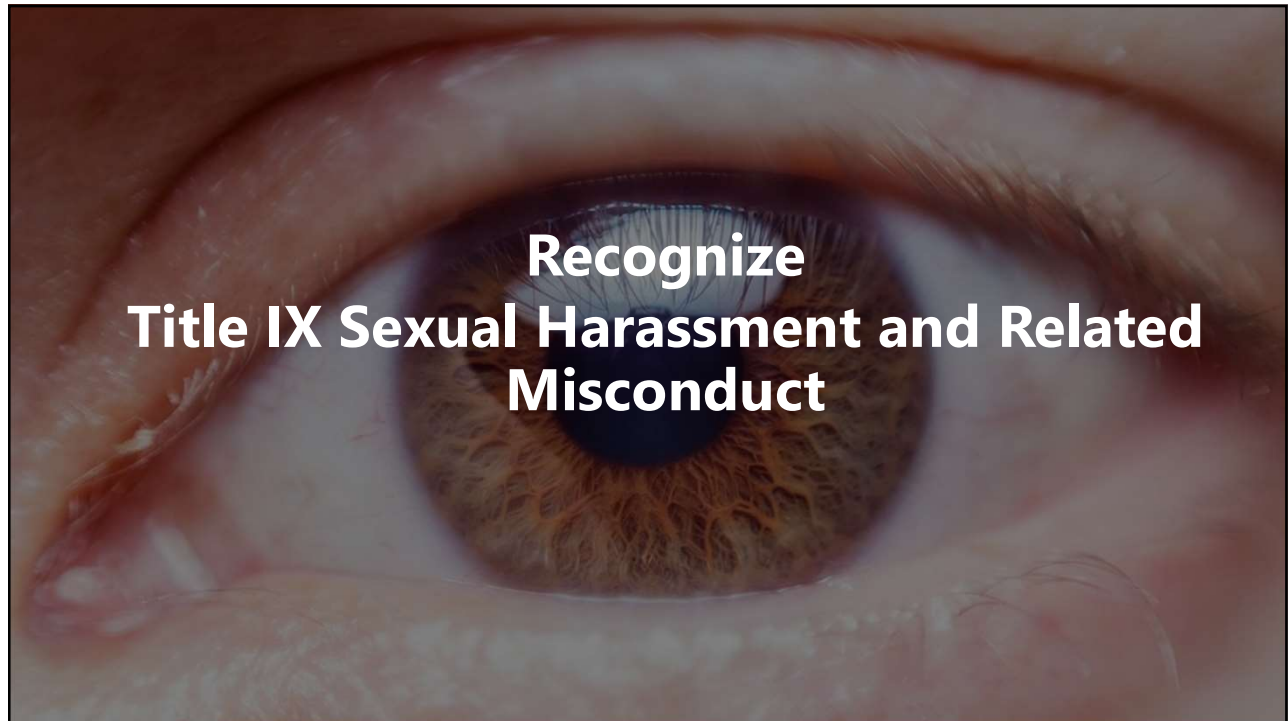 Recognize
Title IX Sexual Harassment and Related
Misconduct